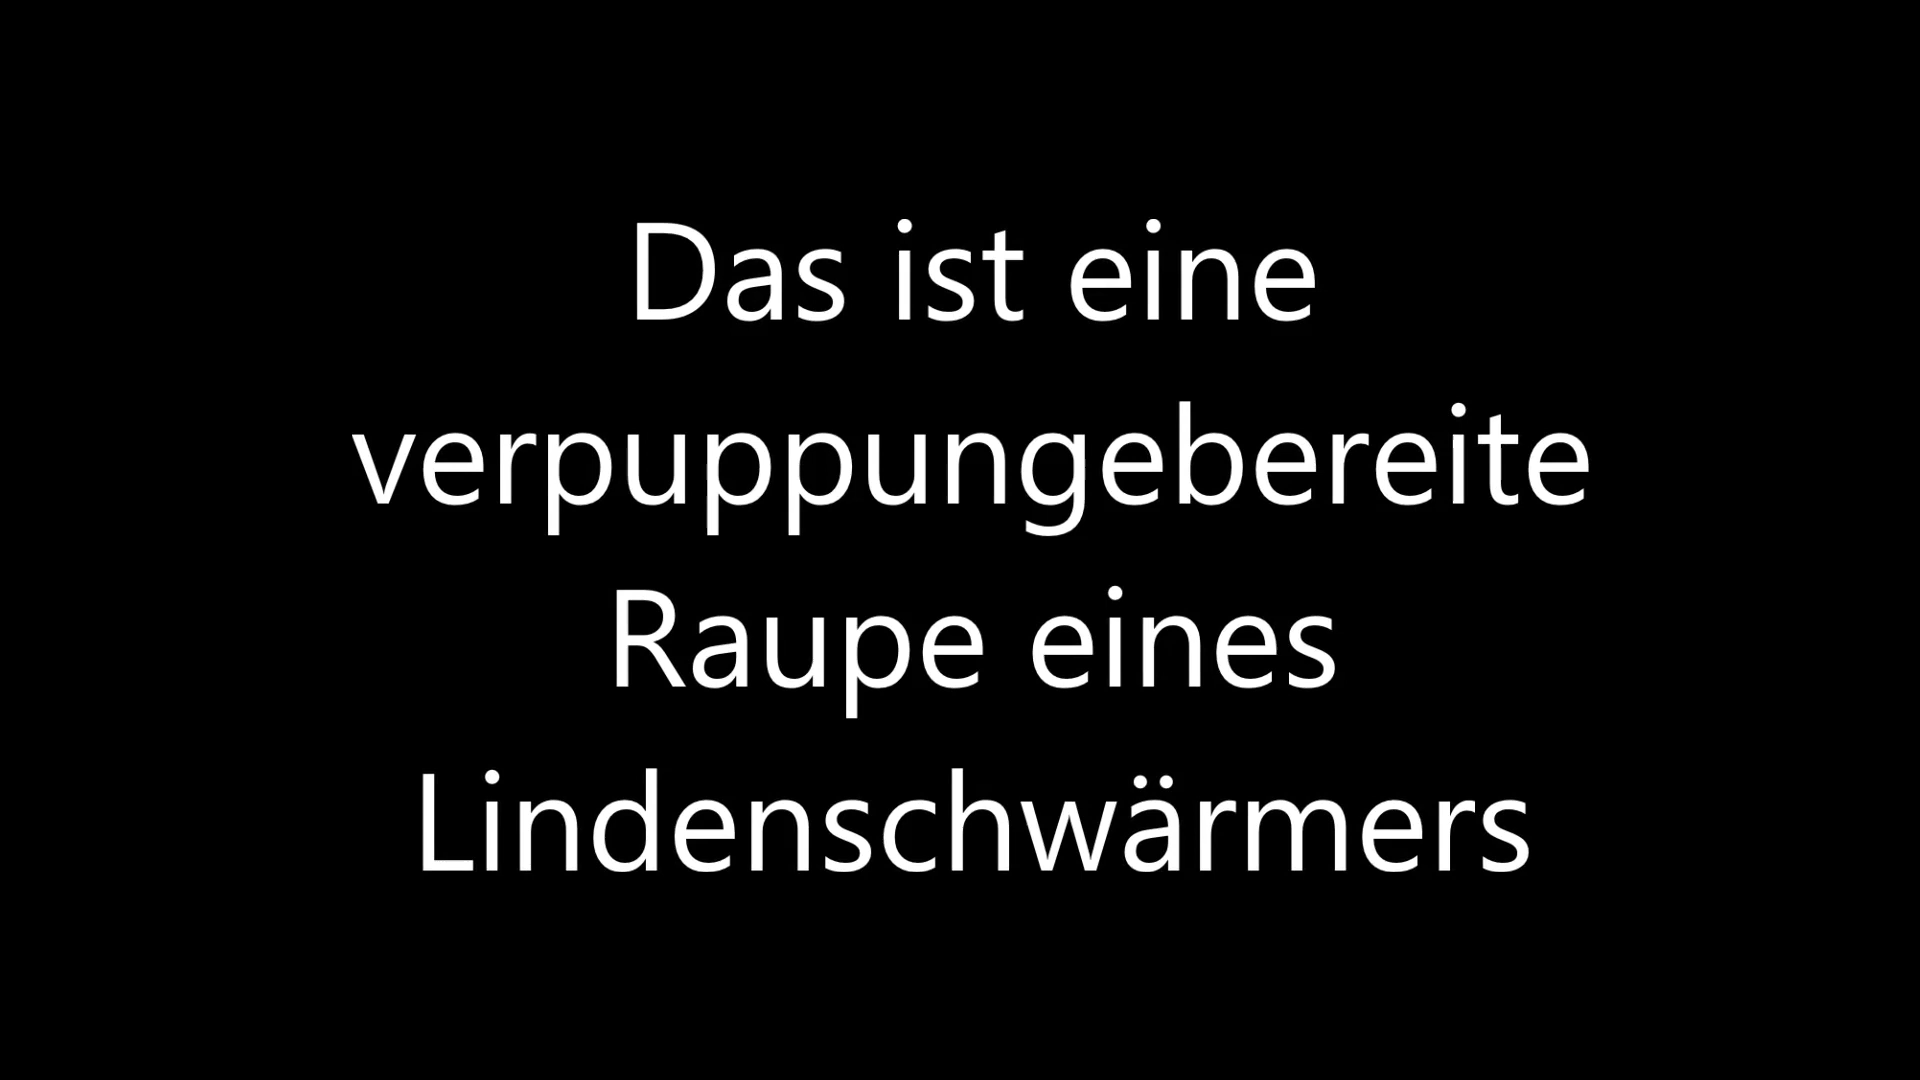 Das ist eine
verpuppungebereite
Raupe eines
Lindenschwärmers